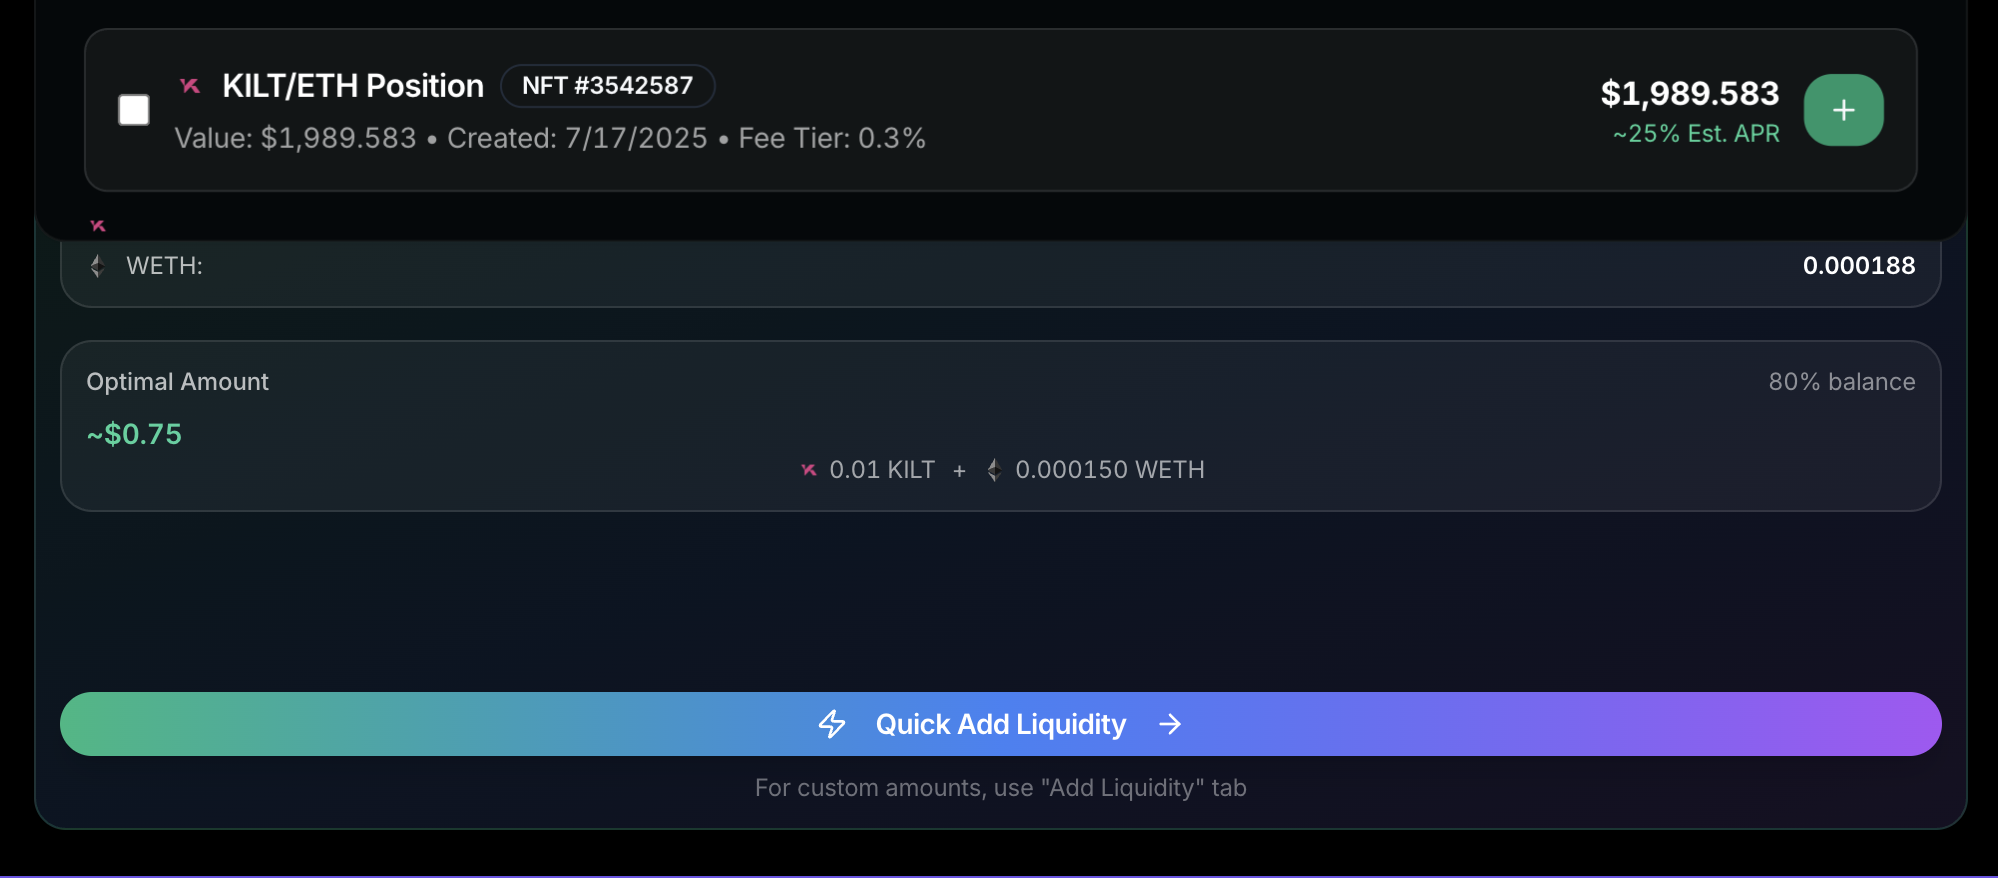 KILT/ETH Position NFT #3542587
Value: $1,989.583 • Created: 7/17/2025 • Fee Tier: 0.3%
$1,989.583
~25% Est. APR
WETH: 0.000188
Optimal Amount 80% balance
~$0.75
0.01 KILT + 0.000150 WETH
Quick Add Liquidity
For custom amounts, use "Add Liquidity" tab